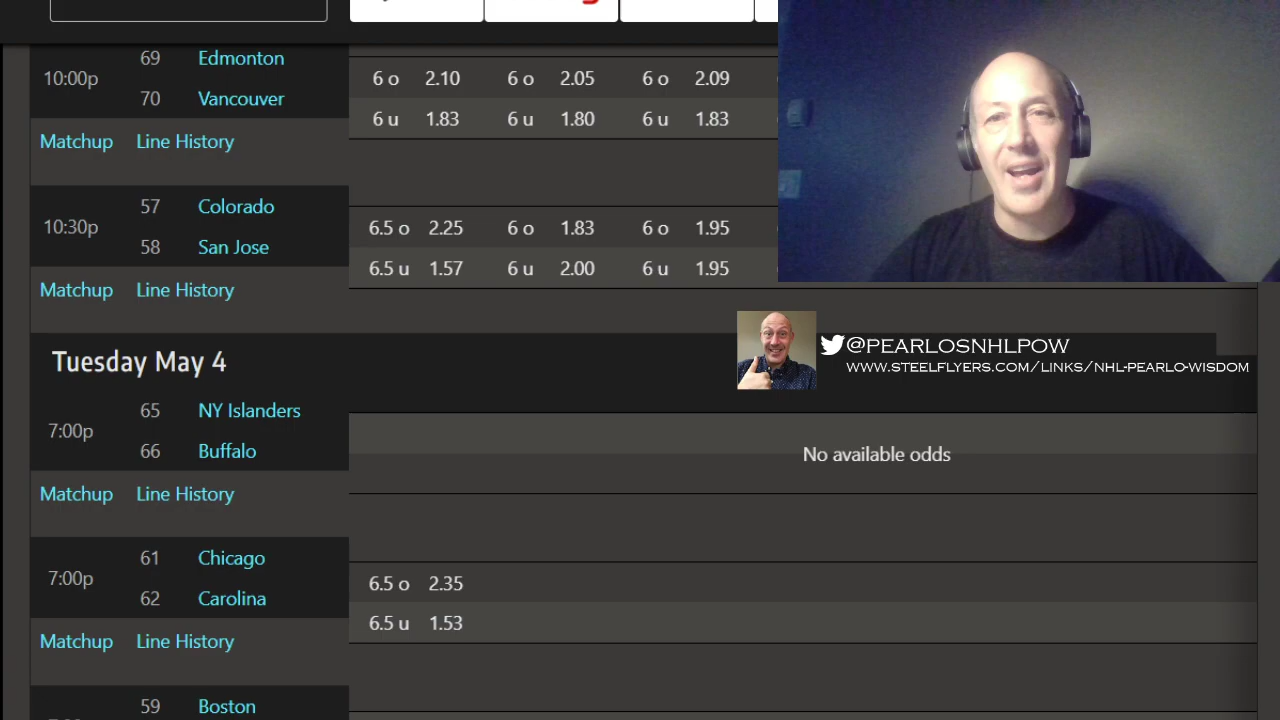 69 Edmonton
10:00p 6 o 2.10 6 o 2.05 6 o 2.09
70 Vancouver 6 u 1.83 6 u 1.80 6 u 1.83
Matchup Line History
57 Colorado
10:30p 6.5 o 2.25 6 o 1.83 6 o 1.95
58 San Jose 6.5 u 1.57 6 u 2.00 6 u 1.95
Matchup Line History
@PEARLOSNHLPOW
WWW.STEELFLYERS.COM/LINKS/NHL-PEARLO-WISDOM
Tuesday May 4
65 NY Islanders
7:00p
66 Buffalo
No available odds
Matchup Line History
61 Chicago
7:00p 6.5 o 2.35
62 Carolina 6.5 u 1.53
Matchup Line History
59 Boston